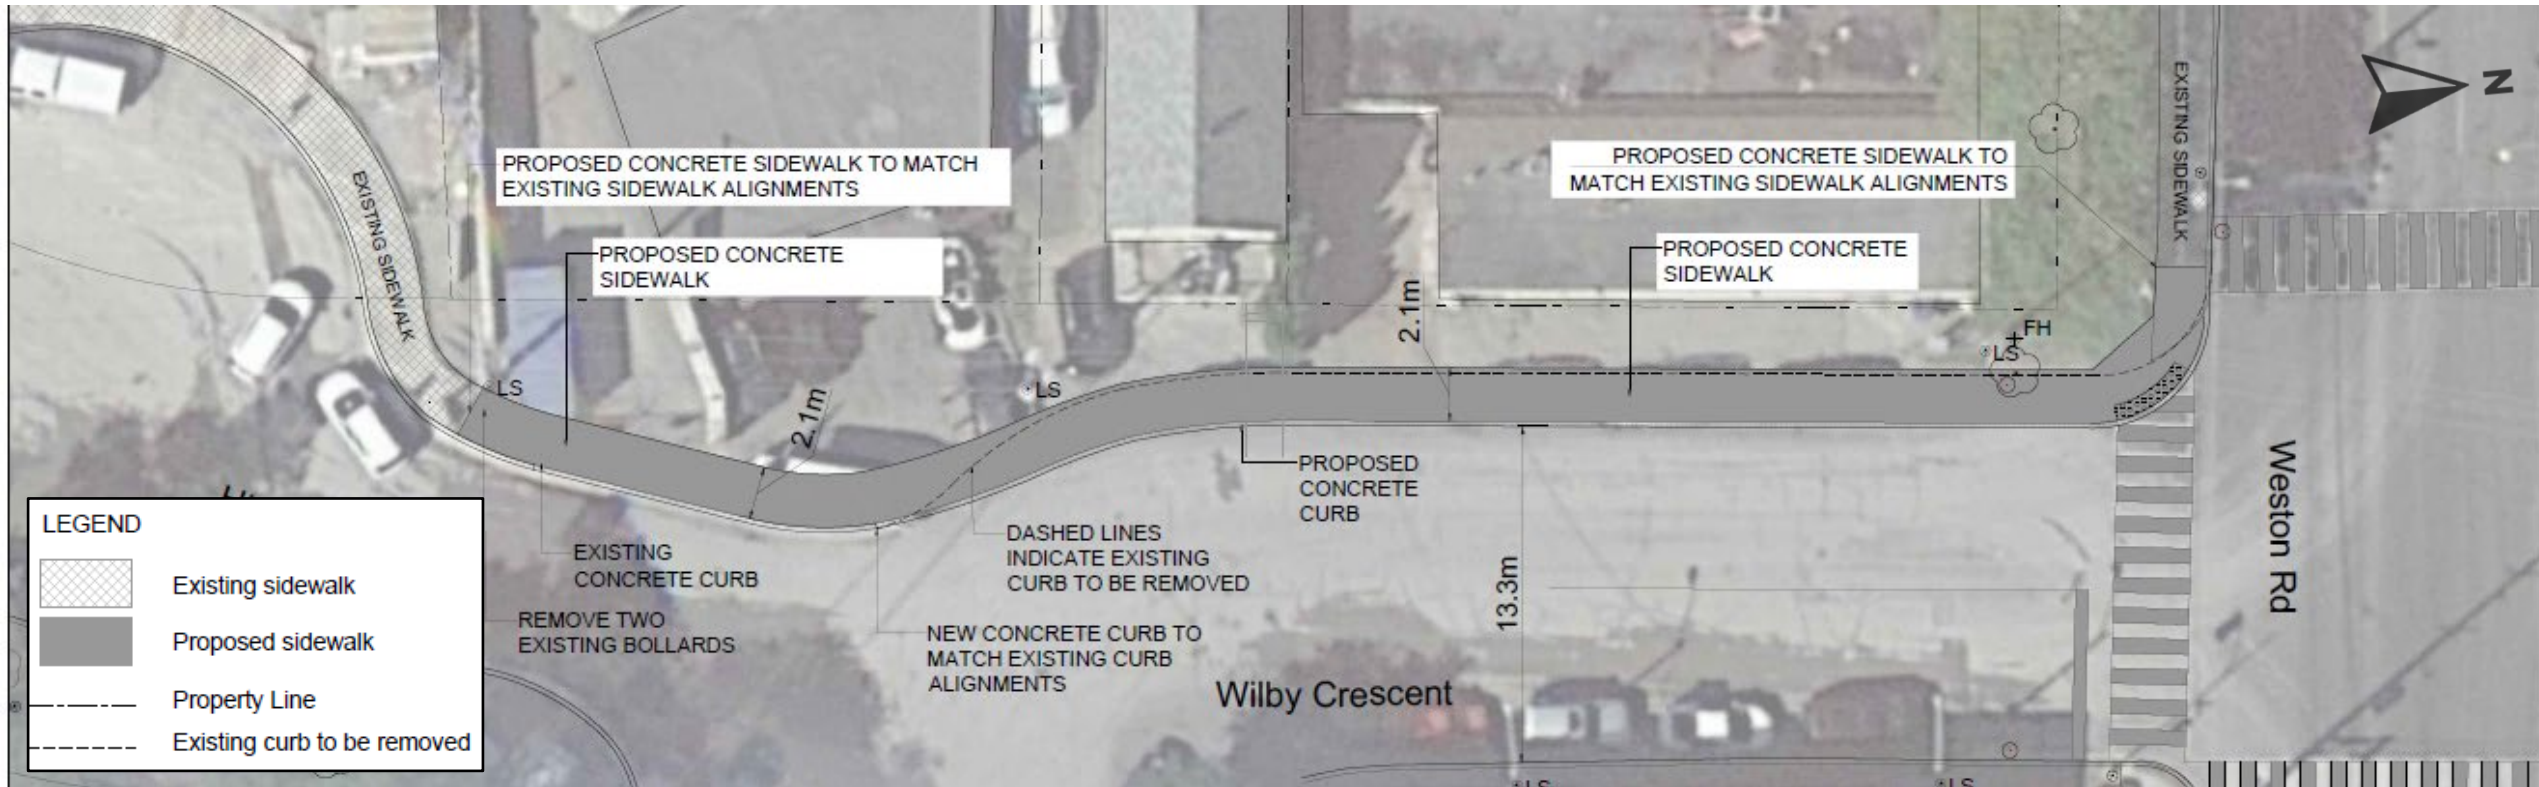 EXISTING SIDEWALK
N
PROPOSED CONCRETE SIDEWALK TO MATCH
EXISTING SIDEWALK ALIGNMENTS
PROPOSED CONCRETE SIDEWALK TO
MATCH EXISTING SIDEWALK ALIGNMENTS
EXISTING SIDEWALK
PROPOSED CONCRETE
SIDEWALK
PROPOSED CONCRETE
SIDEWALK
2.1m
FH
LS
LS
LS
2.1m
PROPOSED
CONCRETE
CURB
Weston Rd
LEGEND
Existing sidewalk
Proposed sidewalk
Property Line
Existing curb to be removed
EXISTING
CONCRETE CURB
DASHED LINES
INDICATE EXISTING
CURB TO BE REMOVED
13.3m
REMOVE TWO
EXISTING BOLLARDS
NEW CONCRETE CURB TO
MATCH EXISTING CURB
ALIGNMENTS
Wilby Crescent
LS
LS